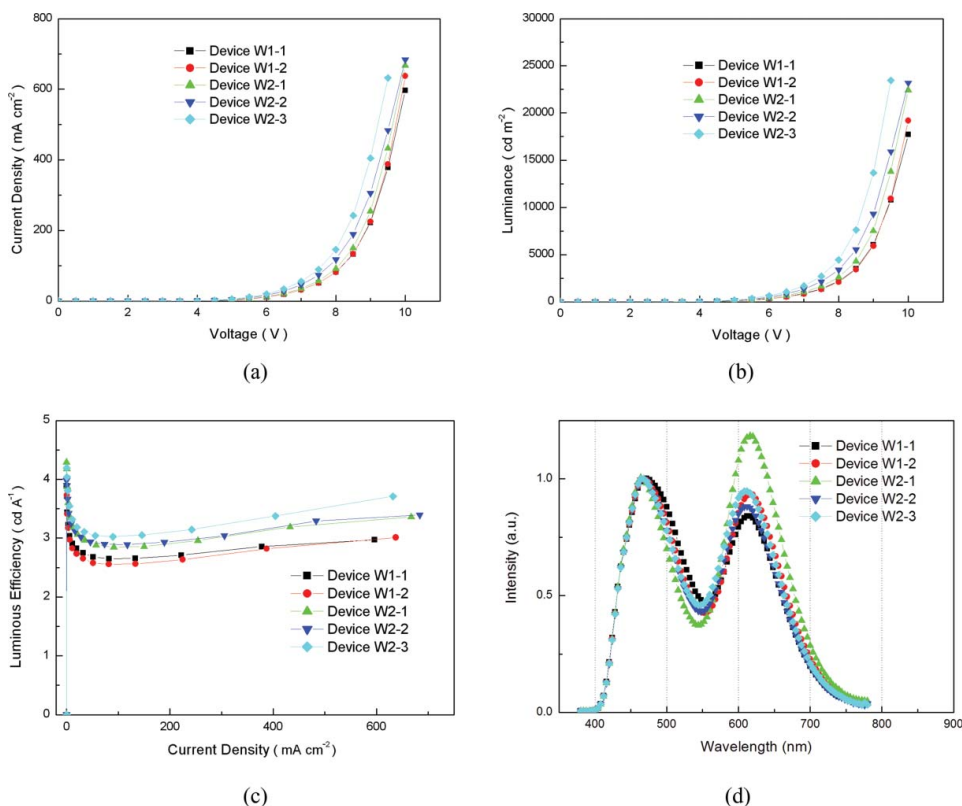 800
600
400
200
0
Current Density ( mA cm-2 )
Device W1-1
Device W1-2
Device W2-1
Device W2-2
Device W2-3
0 2 4 6 8 10
Voltage ( V )
(a)
30000
25000
20000
15000
10000
5000
0
Luminance ( cd m-2 )
Device W1-1
Device W1-2
Device W2-1
Device W2-2
Device W2-3
0 2 4 6 8 10
Voltage ( V )
(b)
5
4
3
2
1
0
Luminous Efficiency ( cd A-1 )
Device W1-1
Device W1-2
Device W2-1
Device W2-2
Device W2-3
0 200 400 600
Current Density ( mA cm-2 )
(c)
1.0
0.5
0.0
Intensity (a.u.)
Device W1-1
Device W1-2
Device W2-1
Device W2-2
Device W2-3
400 500 600 700 800 900
Wavelength (nm)
(d)